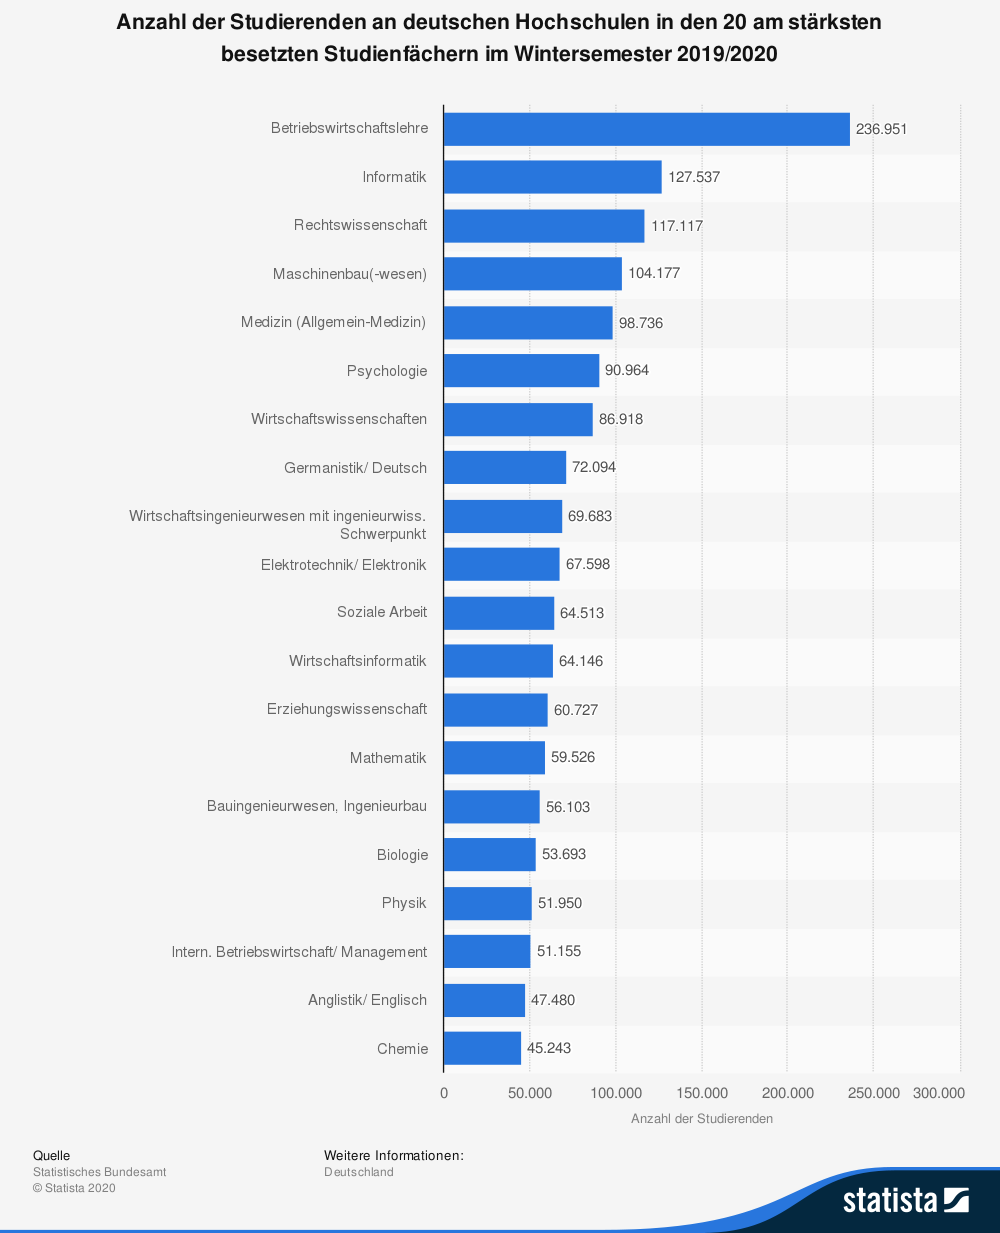 Anzahl der Studierenden an deutschen Hochschulen in den 20 am stärksten
besetzten Studienfächern im Wintersemester 2019/2020
Betriebswirtschaftslehre 236.951
Informatik 127.537
Rechtswissenschaft 117.117
Maschinenbau(-wesen) 104.177
Medizin (Allgemein-Medizin) 98.736
Psychologie 90.964
Wirtschaftswissenschaften 86.918
Germanistik/ Deutsch 72.094
Wirtschaftsingenieurwesen mit ingenieurwiss. 69.683
Schwerpunkt
Elektrotechnik/ Elektronik 67.598
Soziale Arbeit 64.513
Wirtschaftsinformatik 64.146
Erziehungswissenschaft 60.727
Mathematik 59.526
Bauingenieurwesen, Ingenieurbau 56.103
Biologie 53.693
Physik 51.950
Intern. Betriebswirtschaft/ Management 51.155
Anglistik/ Englisch 47.480
Chemie 45.243
0 50.000 100.000 150.000 200.000 250.000 300.000
Anzahl der Studierenden
Quelle
Statistisches Bundesamt
© Statista 2020
Weitere Informationen:
Deutschland
statista